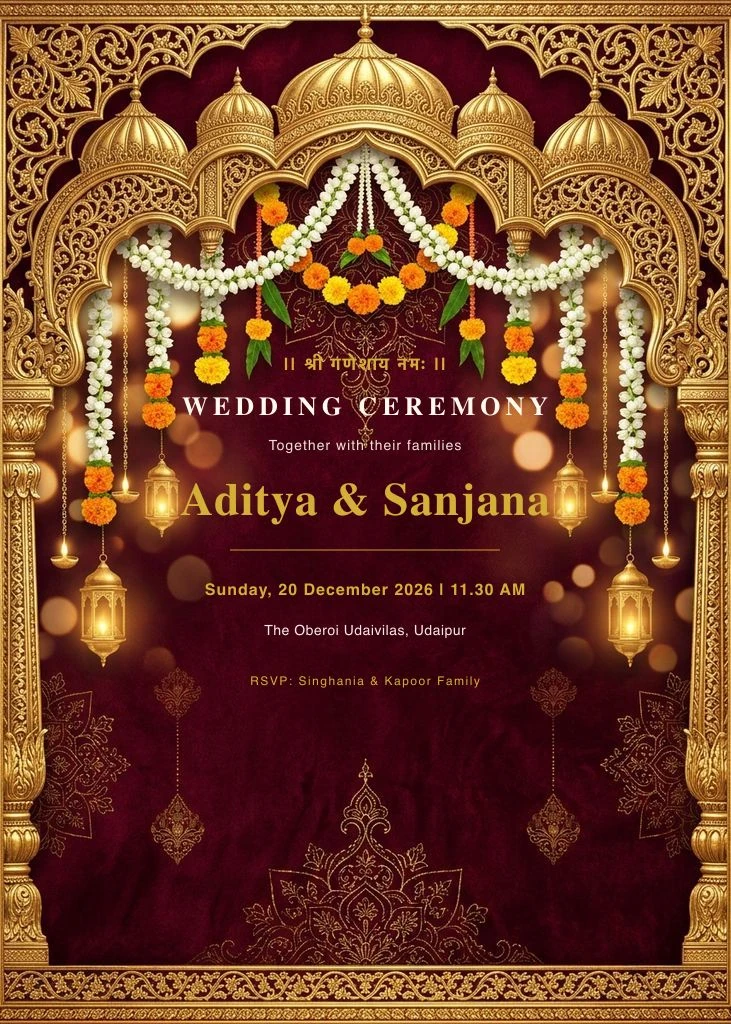 ॥ श्री गणेशाय नमः ॥
WEDDING CEREMONY
Together with their families
Aditya & Sanjana
Sunday, 20 December 2026 | 11.30 AM
The Oberoi Udaivilas, Udaipur
RSVP: Singhania & Kapoor Family